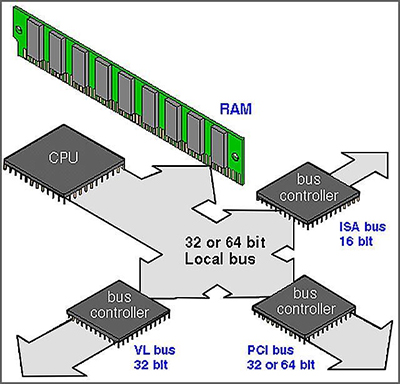 RAM
CPU
bus
controller
ISA bus
16 bit
32 or 64 bit
Local bus
bus
controller
VL bus
32 bit
bus
controller
PCI bus
32 or 64 bit